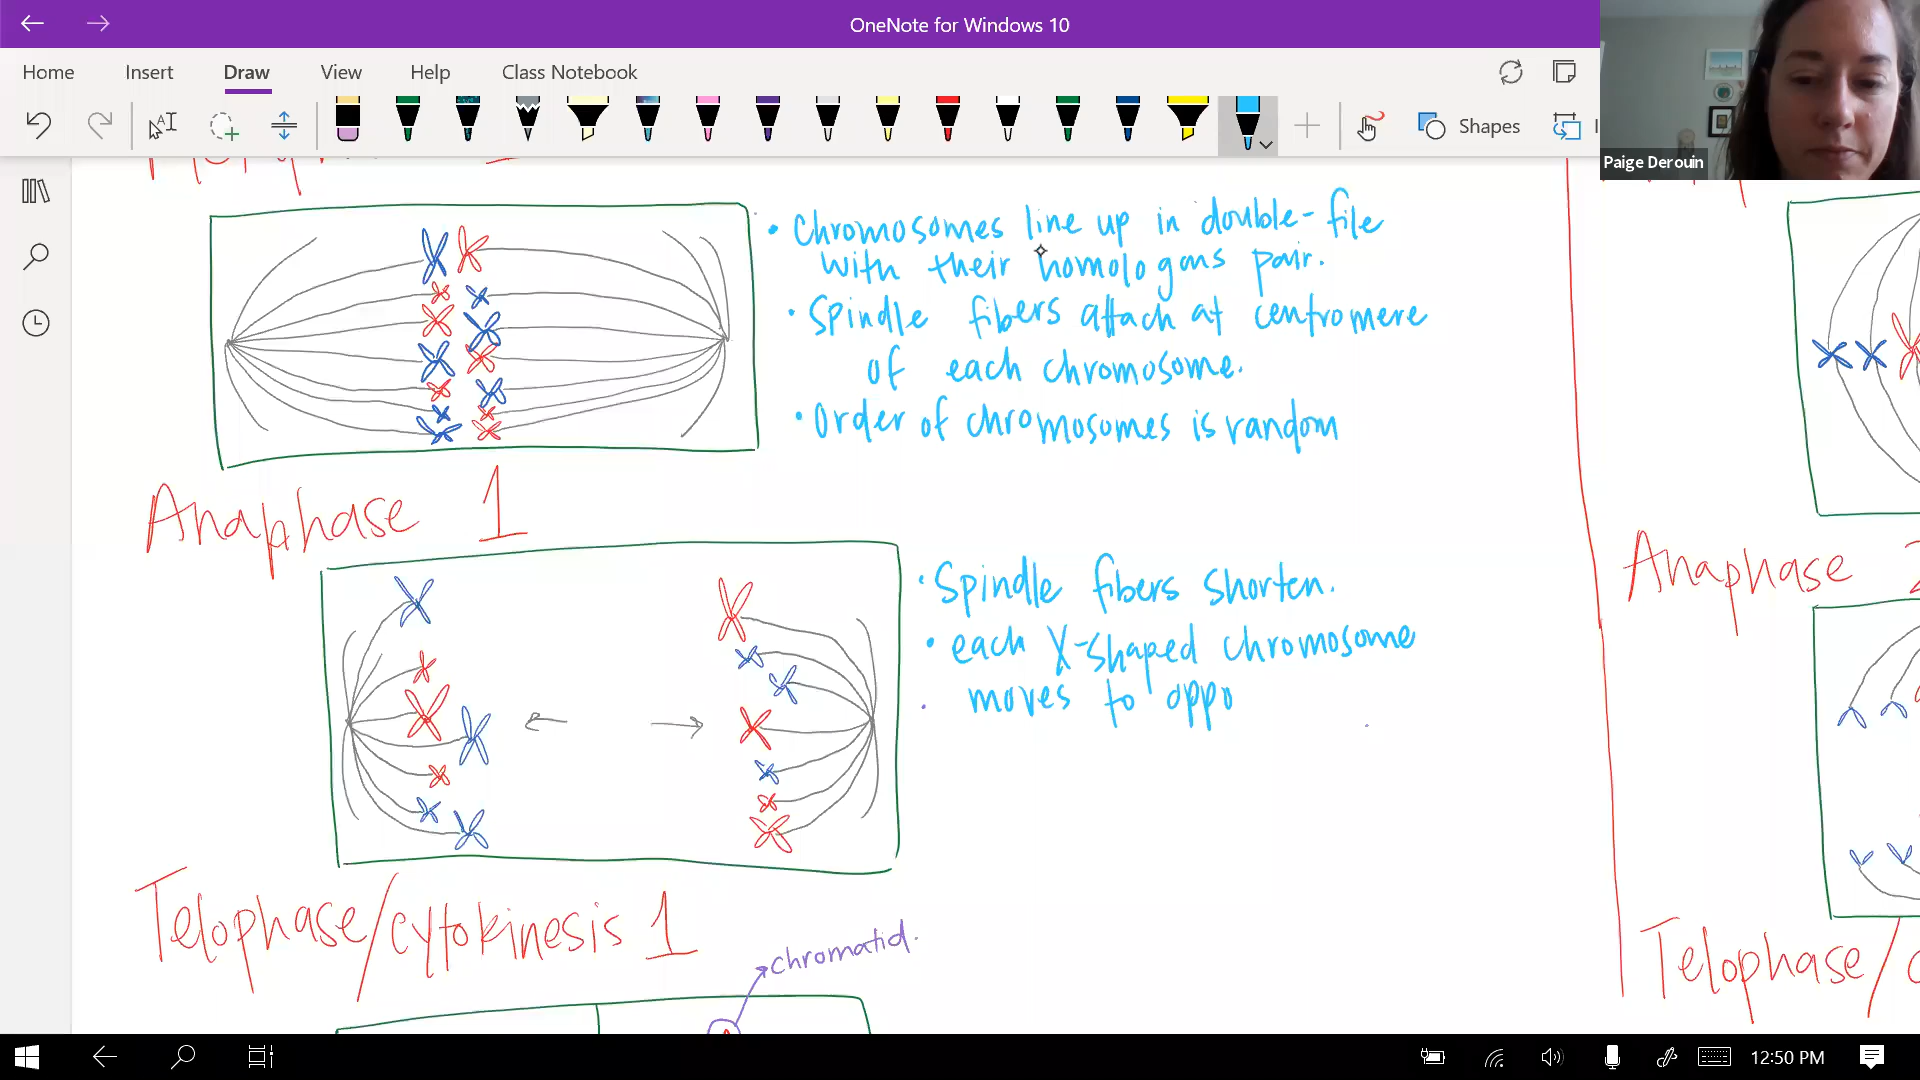 OneNote for Windows 10
Home Insert Draw View Help Class Notebook
Shapes
Paige Derouin
• Chromosomes line up in double-file
with their homologous pair.
• Spindle fibers attach at centromere
of each chromosome.
• Order of chromosomes is random
Anaphase 1
• Spindle fibers shorten.
• each X-shaped chromosome
moves to oppo
Anaphase 2
Telophase/cytokinesis 1
chromatid.
Telophase/c
12:50 PM